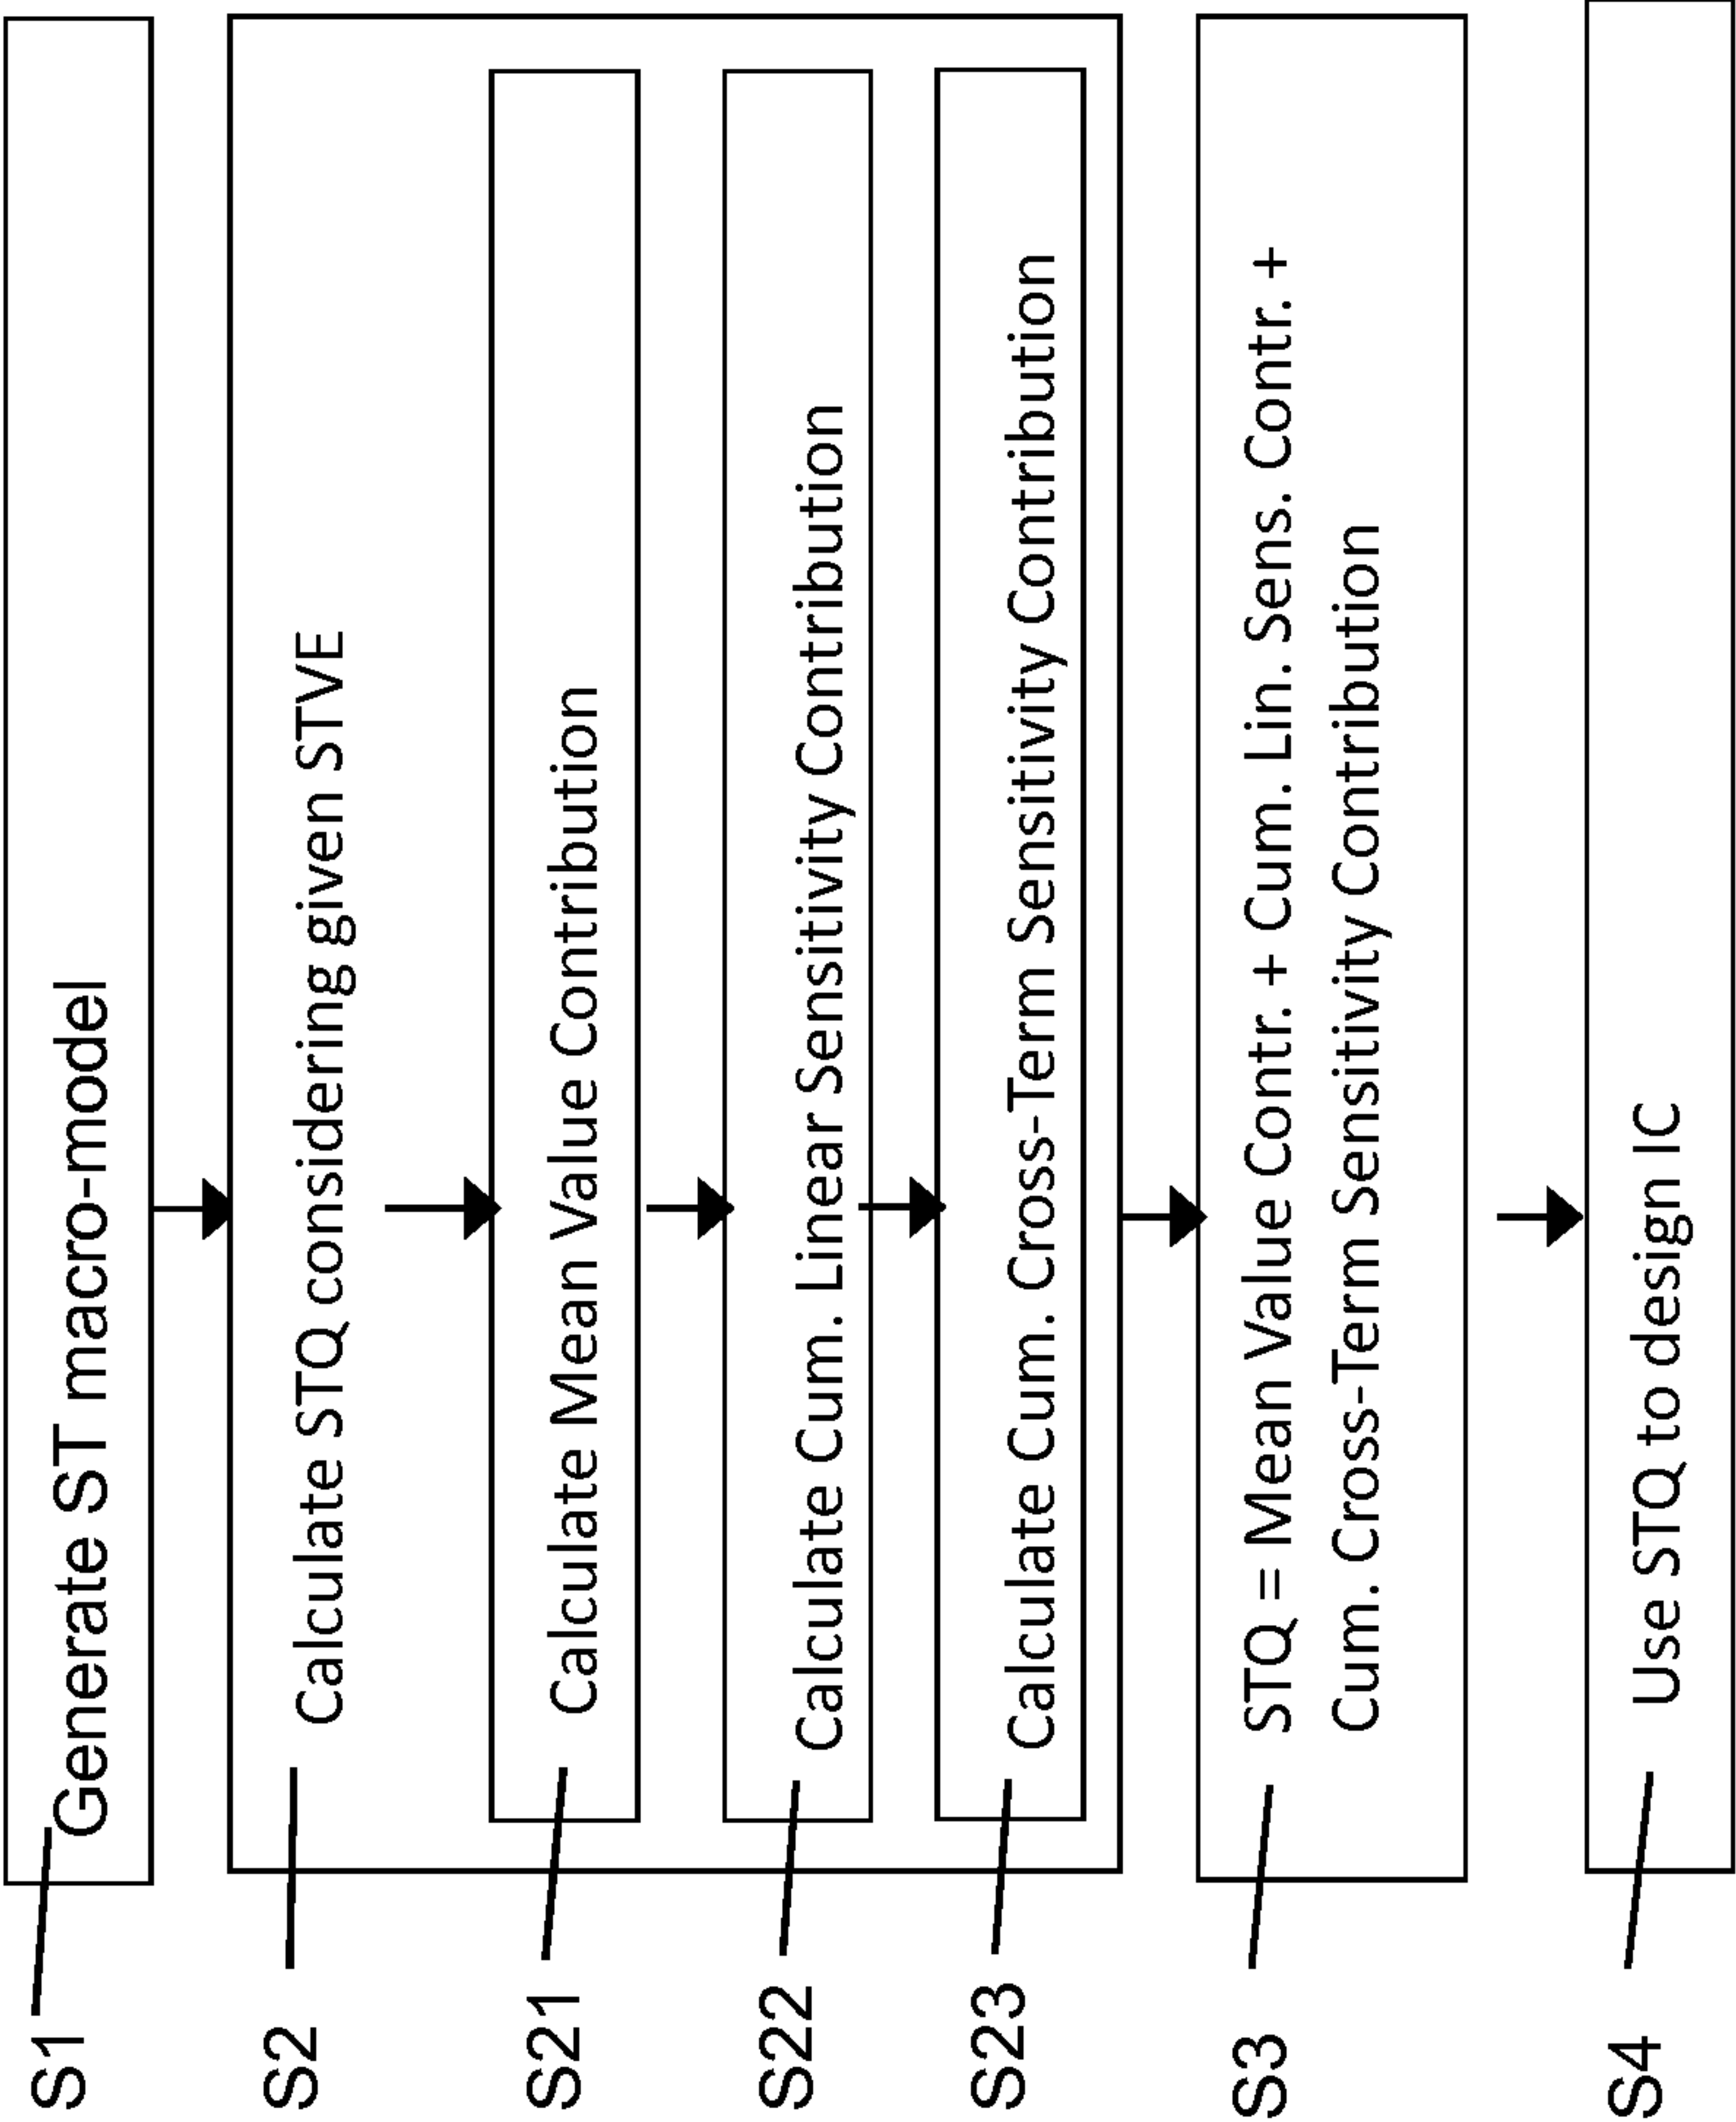 S1
Generate ST macro-model
S2
Calculate STQ considering given STVE
S21
Calculate Mean Value Contribution
S22
Calculate Cum. Linear Sensitivity Contribution
S23
Calculate Cum. Cross-Term Sensitivity Contribution
S3
STQ = Mean Value Contr. + Cum. Lin. Sens. Contr. +
Cum. Cross-Term Sensitivity Contribution
S4
Use STQ to design IC